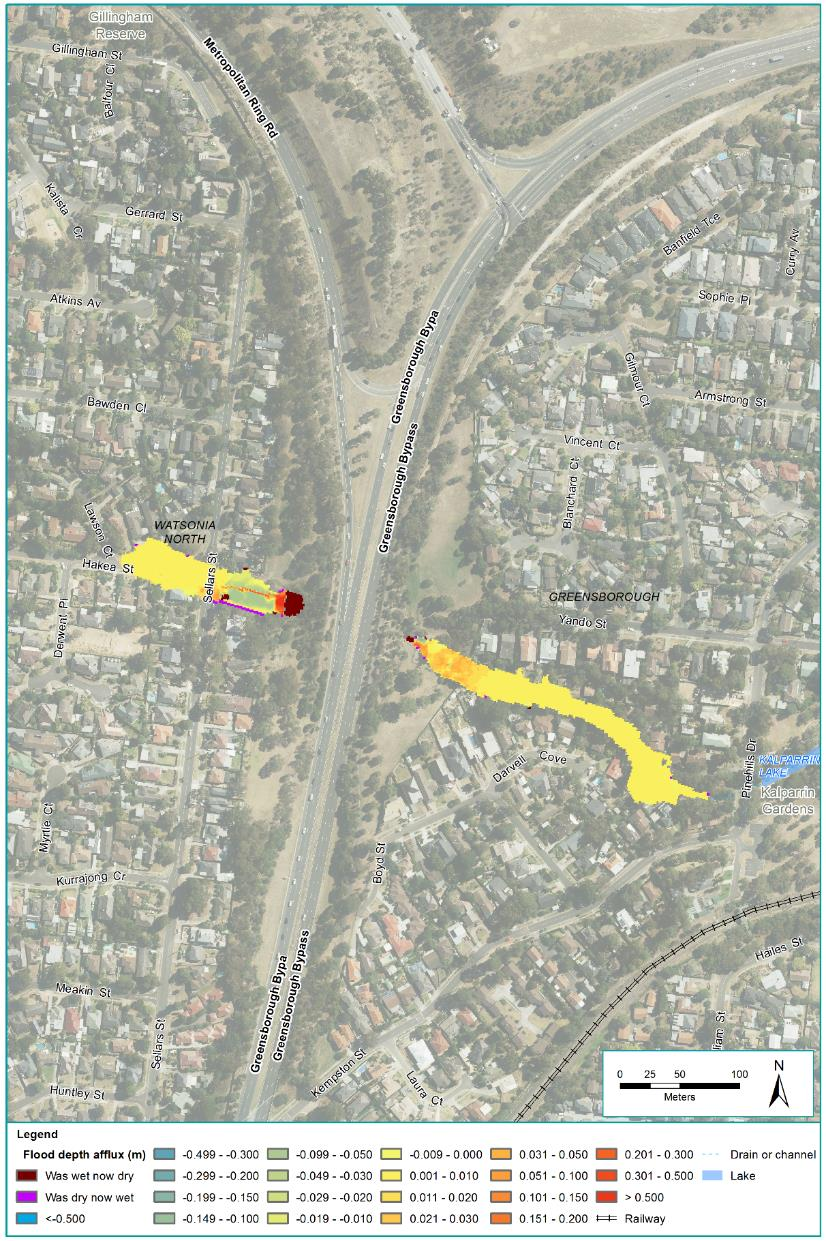 Gillingham
Reserve
Gillingham St
Balfour Cl
Metropolitan Ring Rd
Kalista Cr
Gerrard St
Banfield Tce
Curry Av
Atkins Av
Sophie Pl
Greensborough Bypa
Gilmour Ct
Armstrong St
Bawden Cl
Greensborough Bypass
Vincent Ct
Blanchard Ct
Lawson Ct
WATSONIA
NORTH
Hakea St
Sellars St
Derwent Pl
GREENSBOROUGH
Yando St
Darvell Cove
Pinehills Dr
KALPARRIN
LAKE
Kalparrin
Gardens
Myrtle Ct
Boyd St
Kurrajong Cr
Hailes St
Meakin St
Greensborough Bypa
Greensborough Bypass
Sellars St
liam St
Kempston St
Laura Ct
Huntley St
N
0 25 50 100
Meters
Legend
Flood depth afflux (m)
Was wet now dry
Was dry now wet
<-0.500
-0.499 - -0.300
-0.299 - -0.200
-0.199 - -0.150
-0.149 - -0.100
-0.099 - -0.050
-0.049 - -0.030
-0.029 - -0.020
-0.019 - -0.010
-0.009 - 0.000
0.001 - 0.010
0.011 - 0.020
0.021 - 0.030
0.031 - 0.050
0.051 - 0.100
0.101 - 0.150
0.151 - 0.200
0.201 - 0.300
0.301 - 0.500
> 0.500
Railway
Drain or channel
Lake